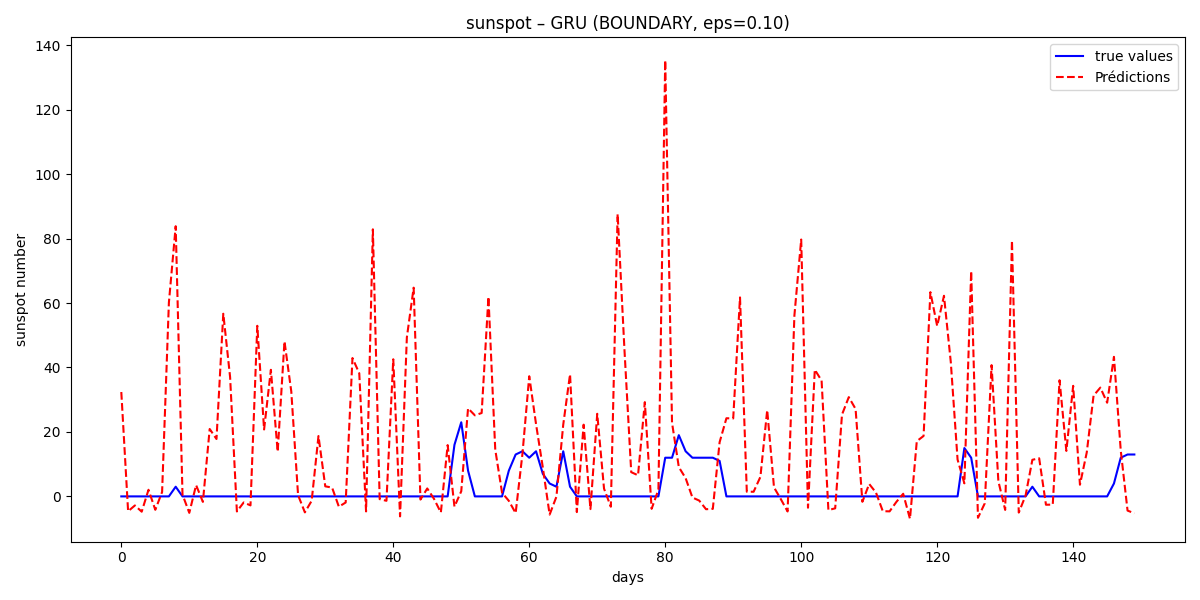 sunspot – GRU (BOUNDARY, eps=0.10)
true values
Prédictions
sunspot number
140
120
100
80
60
40
20
0
0 20 40 60 80 100 120 140
days